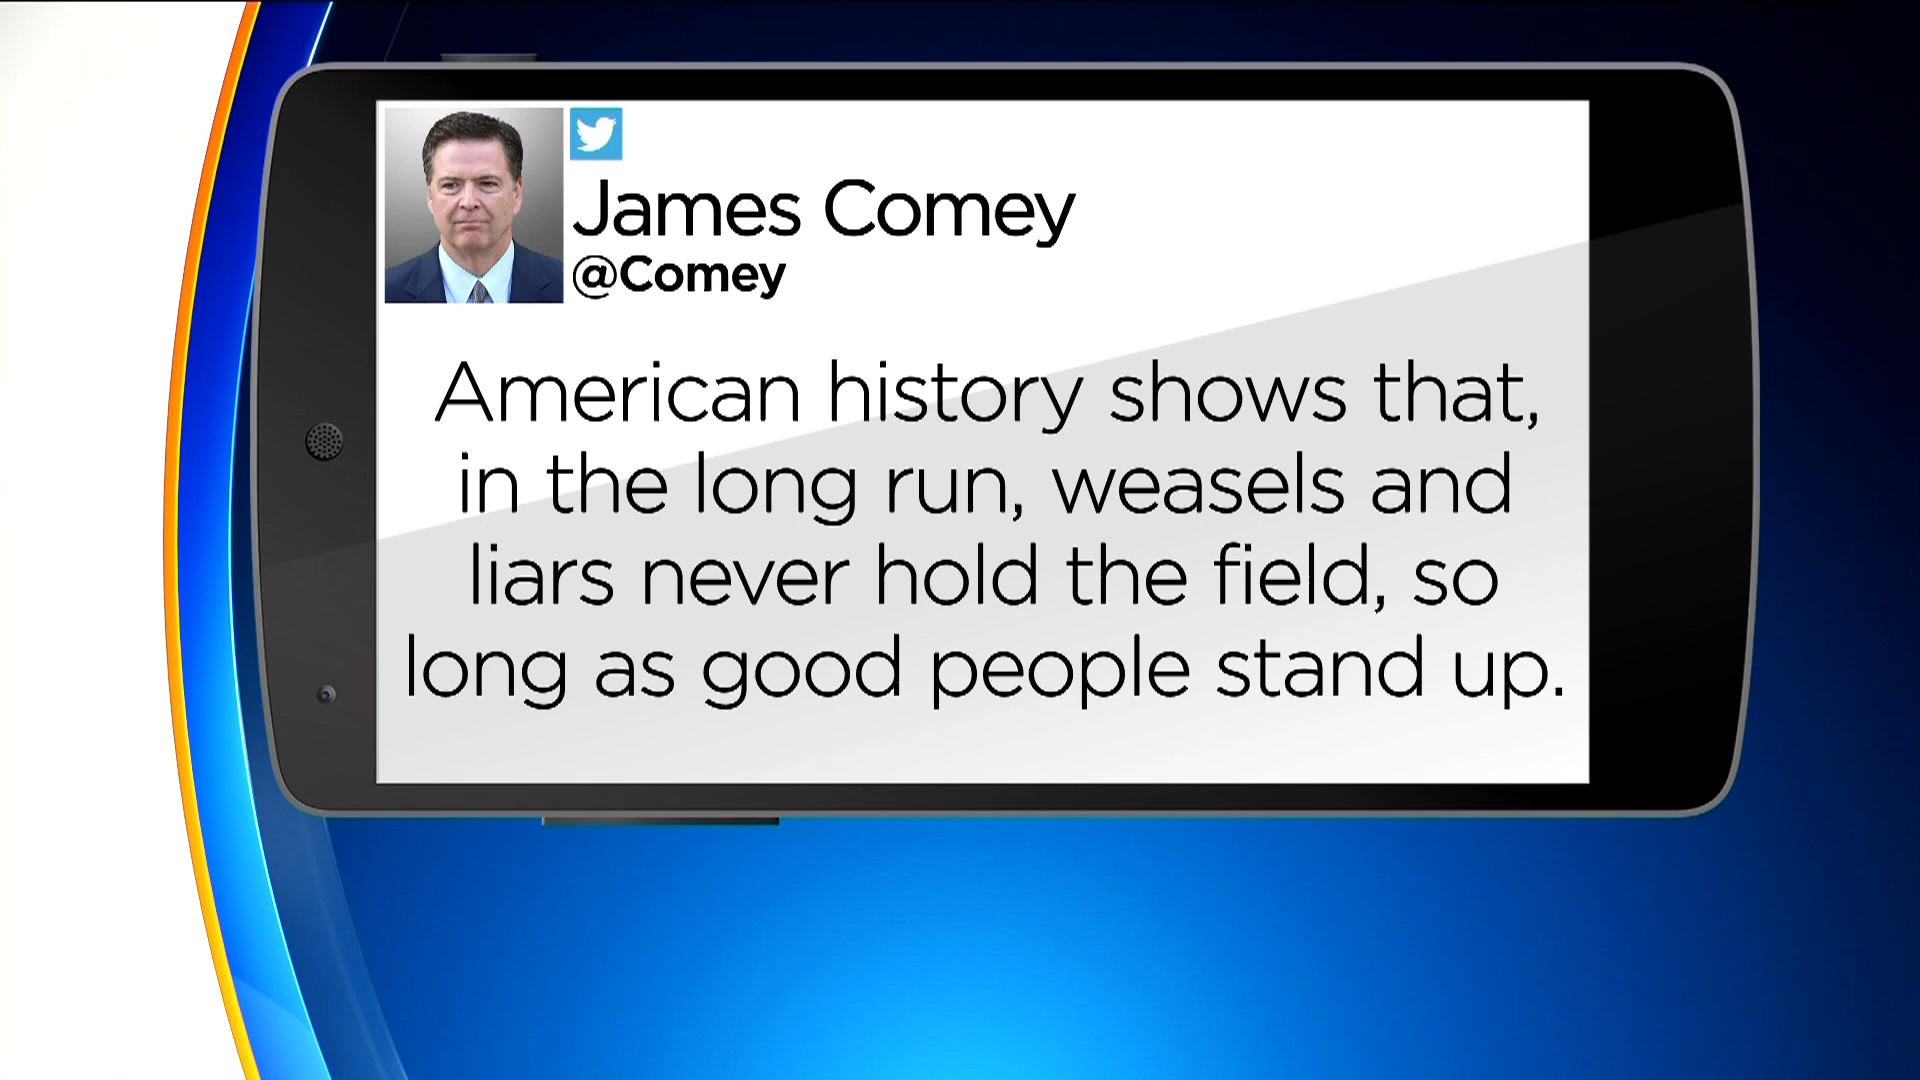 James Comey
@Comey
American history shows that,
in the long run, weasels and
liars never hold the field, so
long as good people stand up.